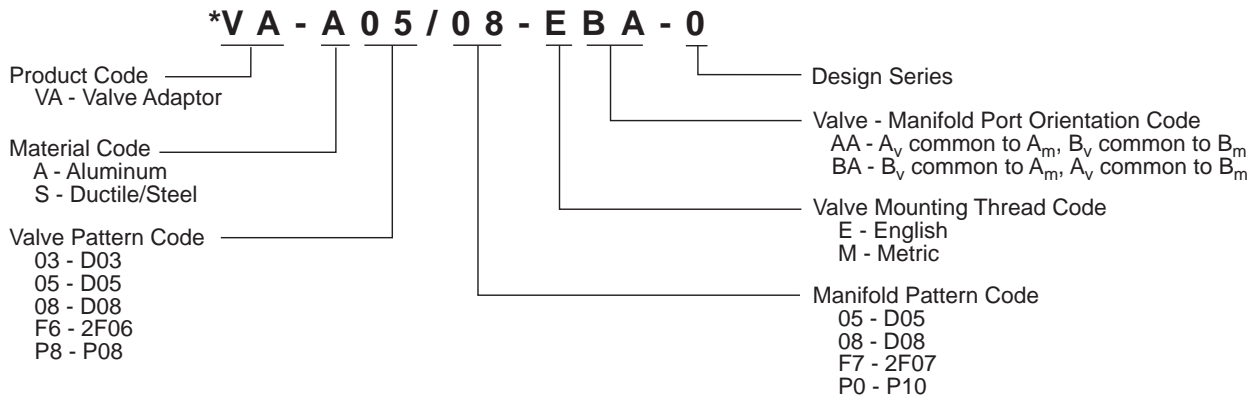 *VA-A05/08-EBA-0
Product Code
VA - Valve Adaptor
Material Code
A - Aluminum
S - Ductile/Steel
Valve Pattern Code
03 - D03
05 - D05
08 - D08
F6 - 2F06
P8 - P08
Design Series
Valve - Manifold Port Orientation Code
AA - Av common to Am, Bv common to Bm
BA - Bv common to Am, Av common to Bm
Valve Mounting Thread Code
E - English
M - Metric
Manifold Pattern Code
05 - D05
08 - D08
F7 - 2F07
P0 - P10